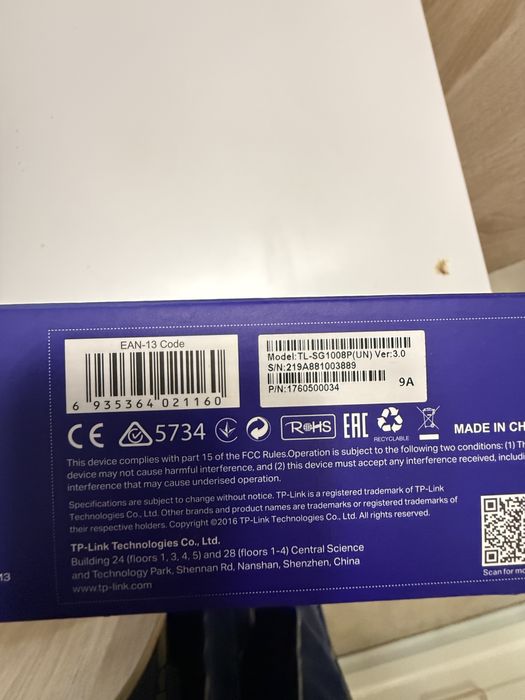 EAN-13 Code
6 935364 021160
Model:TL-SG1008P(UN) Ver:3.0
S/N:219A881003889
P/N:1760500034
9A
CE 5734 RoHS EAC
RECYCLABLE
MADE IN CH
This device complies with part 15 of the FCC Rules.Operation is subject to the following two conditions: (1) Th
device may not cause harmful interference, and (2) this device must accept any interference received, includi
interference that may cause underised operation.
Specifications are subject to change without notice. TP-Link is a registered trademark of TP-Link
Technologies Co., Ltd. Other brands and product names are trademarks or registered trademarks of
their respective holders. Copyright ©2016 TP-Link Technologies Co., Ltd. All rights reserved.
TP-Link Technologies Co., Ltd.
Building 24 (floors 1, 3, 4, 5) and 28 (floors 1-4) Central Science
and Technology Park, Shennan Rd, Nanshan, Shenzhen, China
www.tp-link.com
Scan for mo